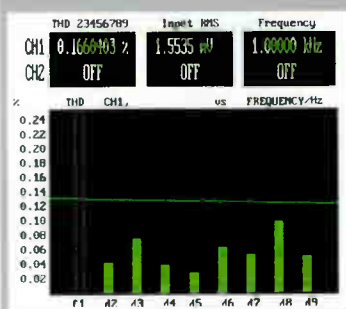 THD 23456789 Input RMS Frequency
CH1 0.1660403 % 1.5535 mV 1.00000 kHz
CH2 OFF OFF OFF
% THD CH1, vs FREQUENCY/Hz
0.24
0.22
0.20
0.18
0.16
0.14
0.12
0.10
0.08
0.06
0.04
0.02
f1 d2 d3 d4 d5 d6 d7 d8 d9